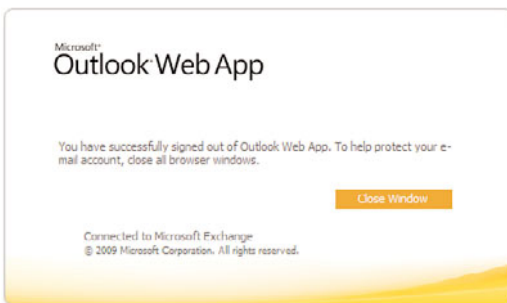 Microsoft®
Outlook® Web App
You have successfully signed out of Outlook Web App. To help protect your e-
mail account, close all browser windows.
Close Window
Connected to Microsoft Exchange
© 2009 Microsoft Corporation. All rights reserved.